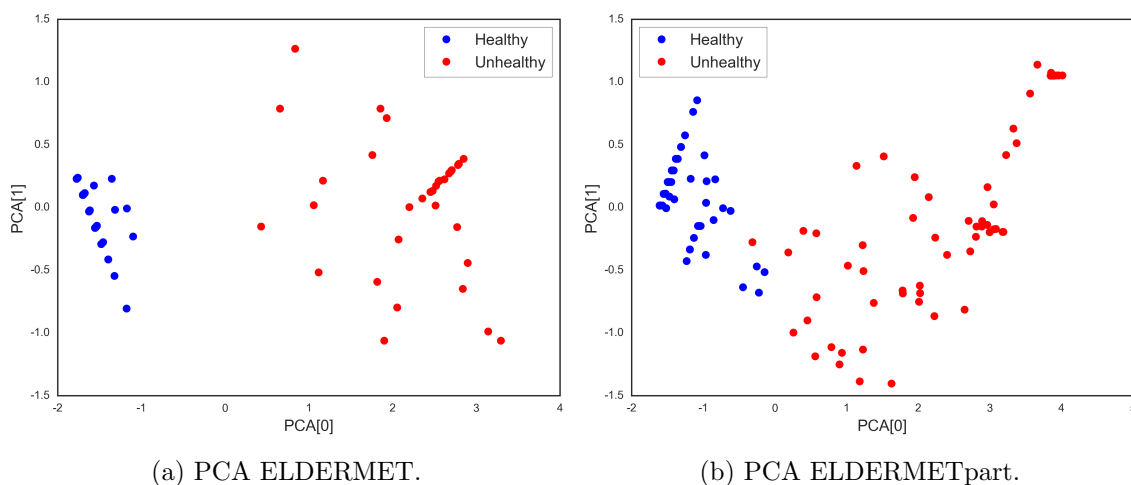 1.5
1.0
0.5
0.0
-0.5
-1.0
-1.5
PCA[1]
Healthy
Unhealthy
-2 -1 0 1 2 3 4
PCA[0]
(a) PCA ELDERMET.
1.5
1.0
0.5
0.0
-0.5
-1.0
-1.5
PCA[1]
Healthy
Unhealthy
-2 -1 0 1 2 3 4
PCA[0]
(b) PCA ELDERMETpart.